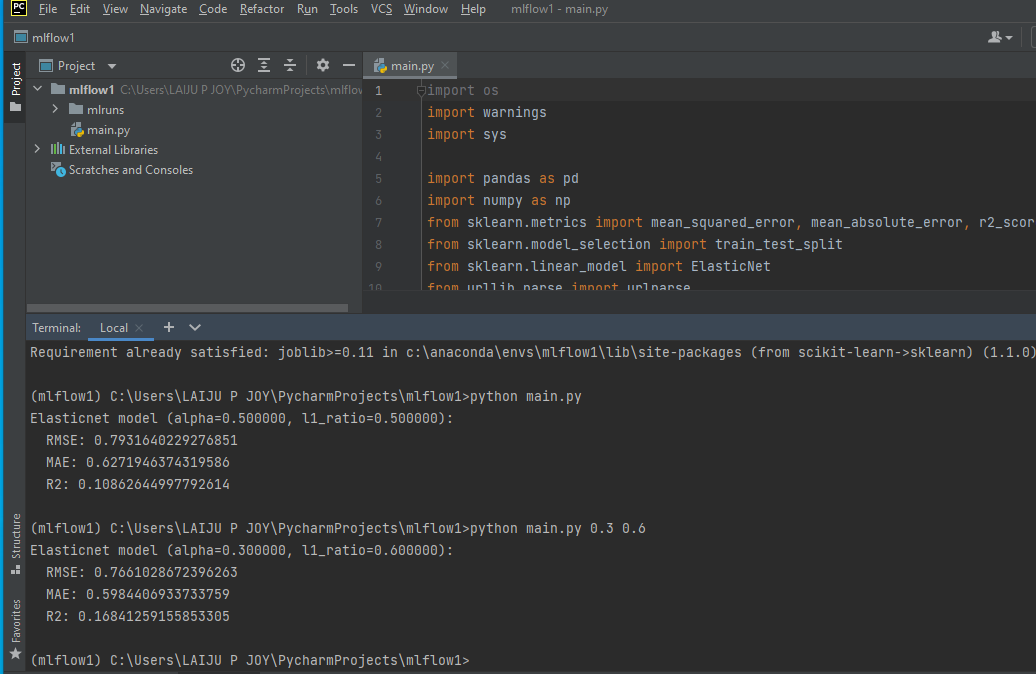 PC File Edit View Navigate Code Refactor Run Tools VCS Window Help mlflow1 - main.py
mlflow1
Project
Project
main.py
mlflow1 C:\Users\LAIJU P JOY\PycharmProjects\mlflow
mlruns
main.py
External Libraries
Scratches and Consoles
1 import os
2 import warnings
3 import sys
4
5 import pandas as pd
6 import numpy as np
7 from sklearn.metrics import mean_squared_error, mean_absolute_error, r2_scor
8 from sklearn.model_selection import train_test_split
9 from sklearn.linear_model import ElasticNet
10 from urllib.parse import urlparse
Terminal: Local
Requirement already satisfied: joblib>=0.11 in c:\anaconda\envs\mlflow1\lib\site-packages (from scikit-learn->sklearn) (1.1.0)
(mlflow1) C:\Users\LAIJU P JOY\PycharmProjects\mlflow1>python main.py
Elasticnet model (alpha=0.500000, l1_ratio=0.500000):
RMSE: 0.7931640229276851
MAE: 0.6271946374319586
R2: 0.10862644997792614
(mlflow1) C:\Users\LAIJU P JOY\PycharmProjects\mlflow1>python main.py 0.3 0.6
Elasticnet model (alpha=0.300000, l1_ratio=0.600000):
RMSE: 0.7661028672396263
MAE: 0.5984406933733759
R2: 0.16841259155853305
(mlflow1) C:\Users\LAIJU P JOY\PycharmProjects\mlflow1>
Structure
Favorites